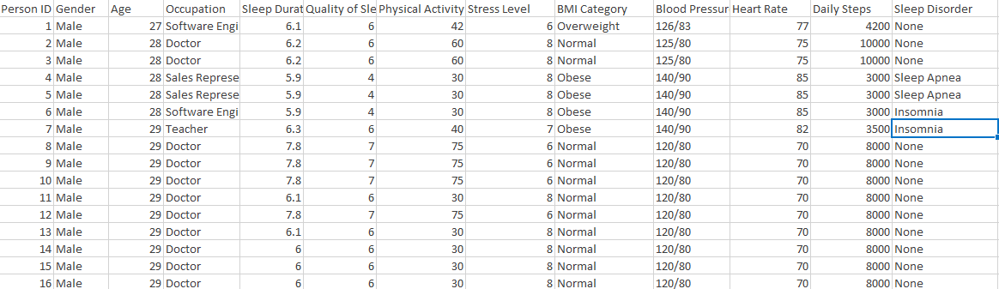 Person ID Gender Age Occupation Sleep Durat Quality of Sle Physical Activity Stress Level BMI Category Blood Pressur Heart Rate Daily Steps Sleep Disorder
1 Male 27 Software Engi 6.1 6 42 6 Overweight 126/83 77 4200 None
2 Male 28 Doctor 6.2 6 60 8 Normal 125/80 75 10000 None
3 Male 28 Doctor 6.2 6 60 8 Normal 125/80 75 10000 None
4 Male 28 Sales Represe 5.9 4 30 8 Obese 140/90 85 3000 Sleep Apnea
5 Male 28 Sales Represe 5.9 4 30 8 Obese 140/90 85 3000 Sleep Apnea
6 Male 28 Software Engi 5.9 4 30 8 Obese 140/90 85 3000 Insomnia
7 Male 29 Teacher 6.3 6 40 7 Obese 140/90 82 3500 Insomnia
8 Male 29 Doctor 7.8 7 75 6 Normal 120/80 70 8000 None
9 Male 29 Doctor 7.8 7 75 6 Normal 120/80 70 8000 None
10 Male 29 Doctor 7.8 7 75 6 Normal 120/80 70 8000 None
11 Male 29 Doctor 6.1 6 30 8 Normal 120/80 70 8000 None
12 Male 29 Doctor 7.8 7 75 6 Normal 120/80 70 8000 None
13 Male 29 Doctor 6.1 6 30 8 Normal 120/80 70 8000 None
14 Male 29 Doctor 6 6 30 8 Normal 120/80 70 8000 None
15 Male 29 Doctor 6 6 30 8 Normal 120/80 70 8000 None
16 Male 29 Doctor 6 6 30 8 Normal 120/80 70 8000 None